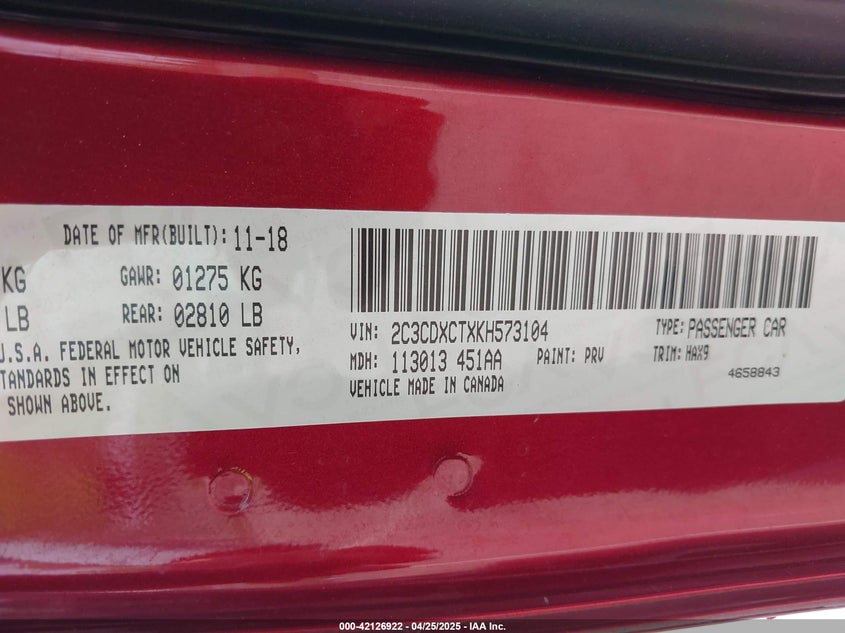 DATE OF MFR(BUILT): 11-18
KG GAWR: 01275 KG
LB REAR: 02810 LB
U.S.A. FEDERAL MOTOR VEHICLE SAFETY,
TANDARDS IN EFFECT ON
SHOWN ABOVE.
VIN: 2C3CDXCTXKH573104 TYPE: PASSENGER CAR
MDH: 113013 451AA PAINT: PRV TRIM: HAX9
VEHICLE MADE IN CANADA 4658843
000-42126922 - 04/25/2025 - IAA Inc.